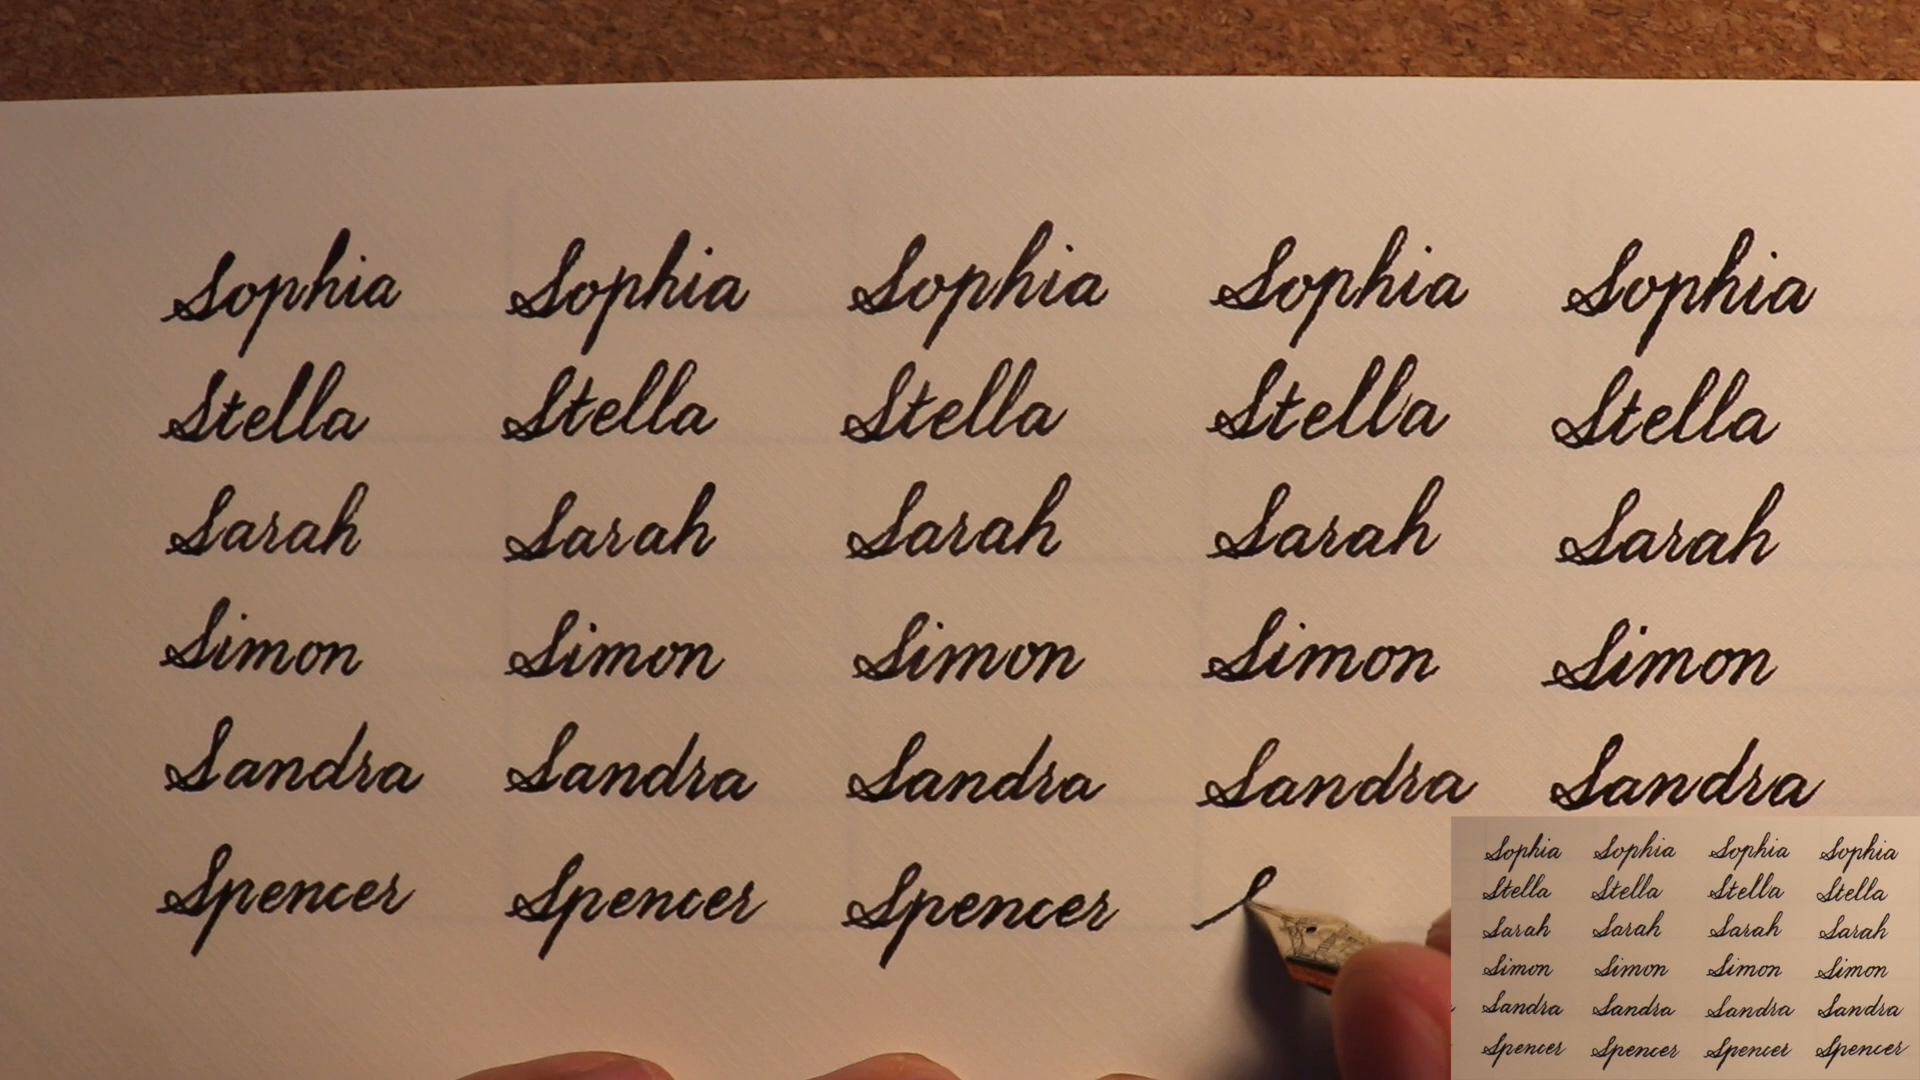 Sophia Sophia Sophia Sophia Sophia
Stella Stella Stella Stella Stella
Sarah Sarah Sarah Sarah Sarah
Simon Simon Simon Simon Simon
Sandra Sandra Sandra Sandra Sandra
Spencer Spencer Spencer
Sophia Sophia Sophia Sophia
Stella Stella Stella Stella
Sarah Sarah Sarah Sarah
Simon Simon Simon Simon
Sandra Sandra Sandra Sandra
Spencer Spencer Spencer Spencer